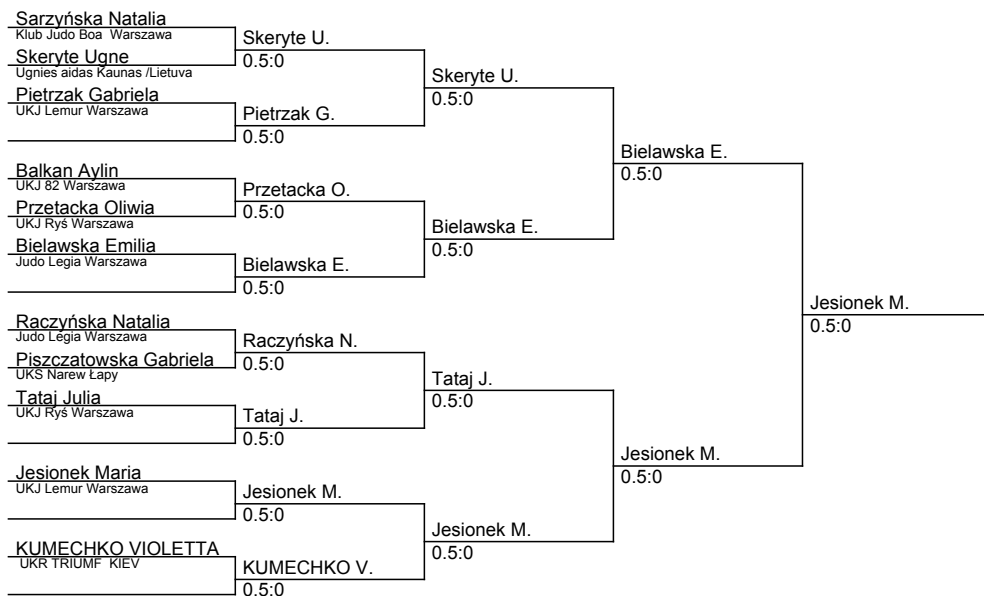 Sarzyńska Natalia
Klub Judo Boa  Warszawa
Skeryte Ugne
Ugnies aidas Kaunas /Lietuva
Pietrzak Gabriela
UKJ Lemur Warszawa
Balkan Aylin
UKJ 82 Warszawa
Przetacka Oliwia
UKJ Ryś Warszawa
Bielawska Emilia
Judo Legia Warszawa
Raczyńska Natalia
Judo Legia Warszawa
Piszczatowska Gabriela
UKS Narew Łapy
Tataj Julia
UKJ Ryś Warszawa
Jesionek Maria
UKJ Lemur Warszawa
KUMECHKO VIOLETTA
UKR TRIUMF  KIEV
Skeryte U.
0.5:0
Pietrzak G.
0.5:0
Przetacka O.
0.5:0
Bielawska E.
0.5:0
Raczyńska N.
0.5:0
Tataj J.
0.5:0
Jesionek M.
0.5:0
KUMECHKO V.
0.5:0
Skeryte U.
0.5:0
Bielawska E.
0.5:0
Tataj J.
0.5:0
Jesionek M.
0.5:0
Bielawska E.
0.5:0
Jesionek M.
0.5:0
Jesionek M.
0.5:0